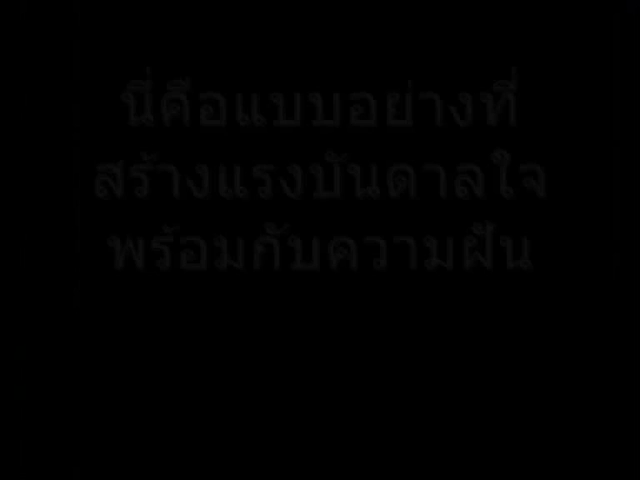 นี่คือแบบอย่างที่
สร้างแรงบันดาลใจ
พร้อมกับความฝัน